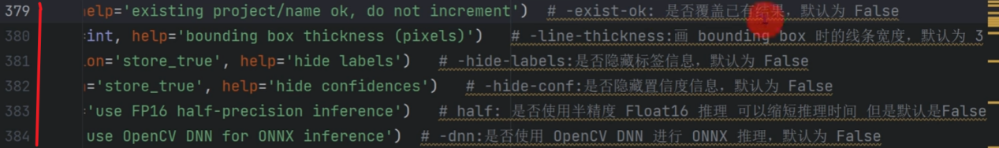 379 help='existing project/name ok, do not increment') # -exist-ok: 是否覆盖已有结果，默认为 False
380 =int, help='bounding box thickness (pixels)') # -line-thickness:画 bounding box 时的线条宽度，默认为 3
381 ion='store_true', help='hide labels') # -hide-labels:是否隐藏标签信息，默认为 False
382 ='store_true', help='hide confidences') # -hide-conf:是否隐藏置信度信息，默认为 False
383 ='use FP16 half-precision inference') # half: 是否使用半精度 Float16 推理 可以缩短推理时间 但是默认是False
384 use OpenCV DNN for ONNX inference') # -dnn:是否使用 OpenCV DNN 进行 ONNX 推理，默认为 False